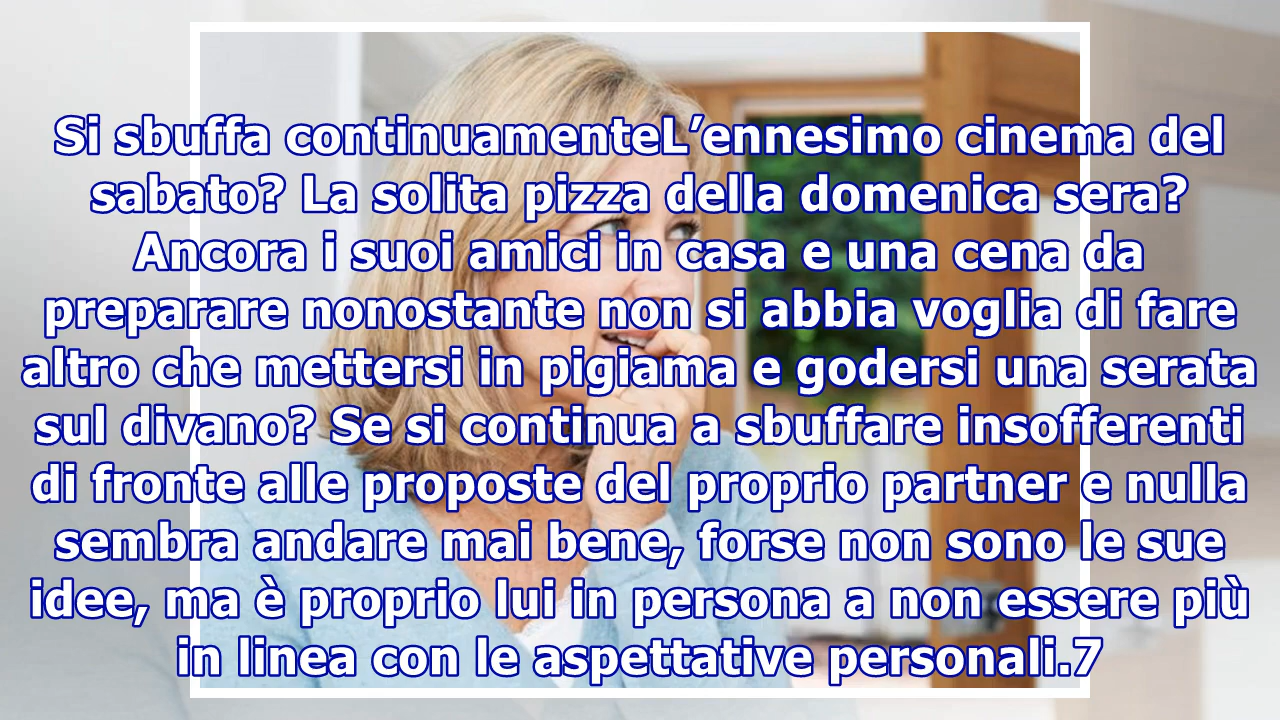 Si sbuffa continuamenteL’ennesimo cinema del
sabato? La solita pizza della domenica sera?
Ancora i suoi amici in casa e una cena da
preparare nonostante non si abbia voglia di fare
altro che mettersi in pigiama e godersi una serata
sul divano? Se si continua a sbuffare insofferenti
di fronte alle proposte del proprio partner e nulla
sembra andare mai bene, forse non sono le sue
idee, ma è proprio lui in persona a non essere più
in linea con le aspettative personali.7